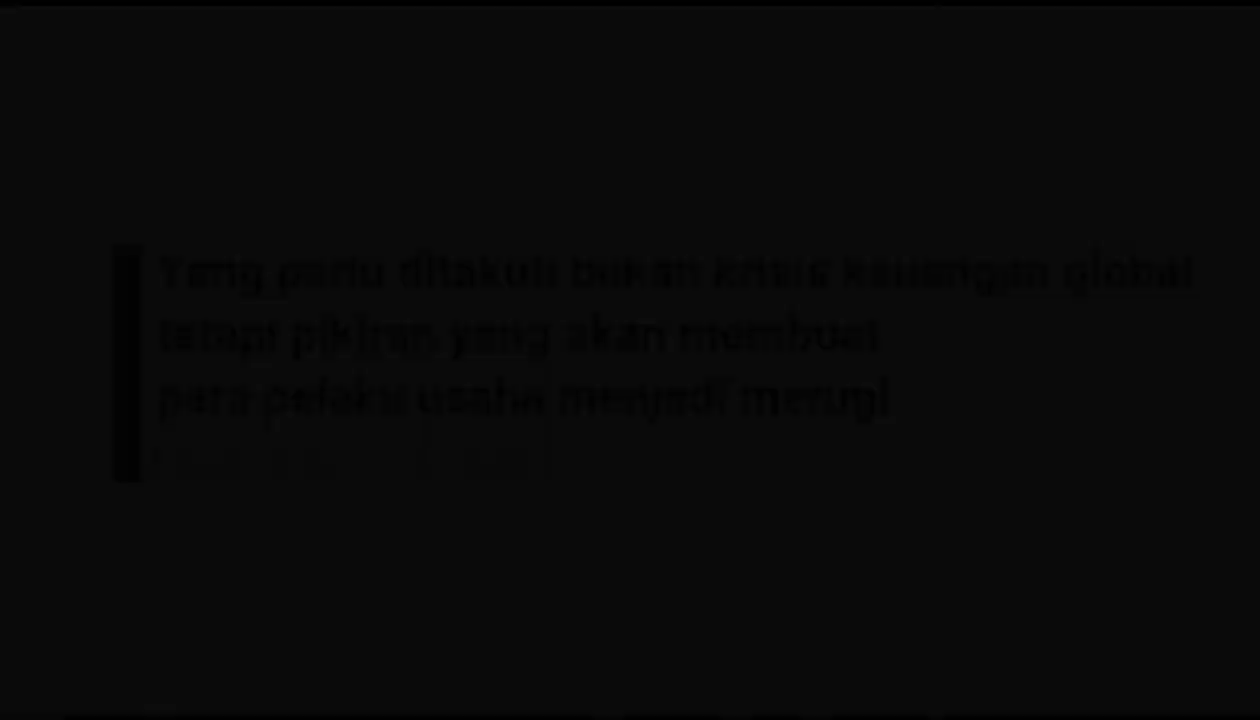 Yang perlu ditakuti bukan krisis keuangan global
tetapi pikiran yang akan membuat
para pelaku usaha menjadi merugi